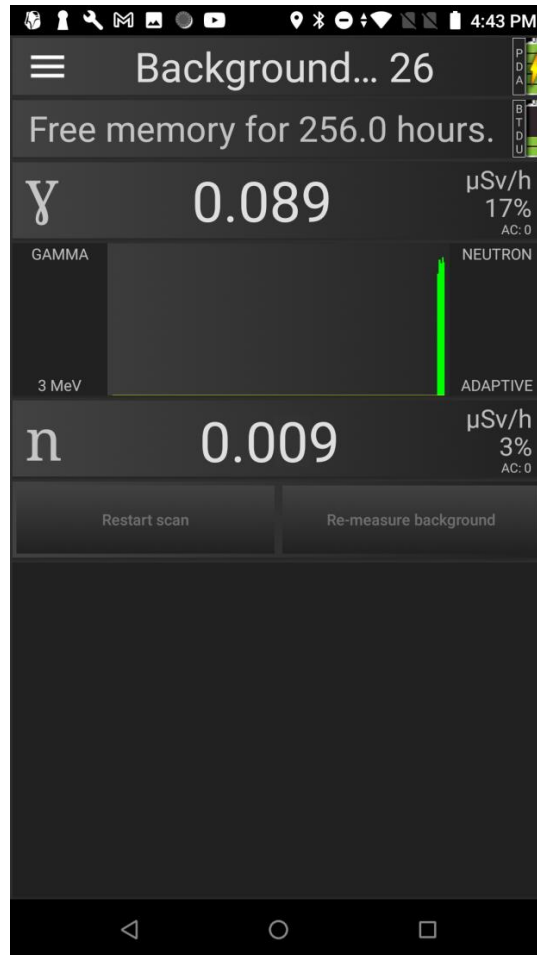 4:43 PM
Background... 26
PDA
Free memory for 256.0 hours.
BTDU
γ 0.089 µSv/h
17%
AC: 0
GAMMA
NEUTRON
3 MeV
ADAPTIVE
n 0.009 µSv/h
3%
AC: 0
Restart scan
Re-measure background